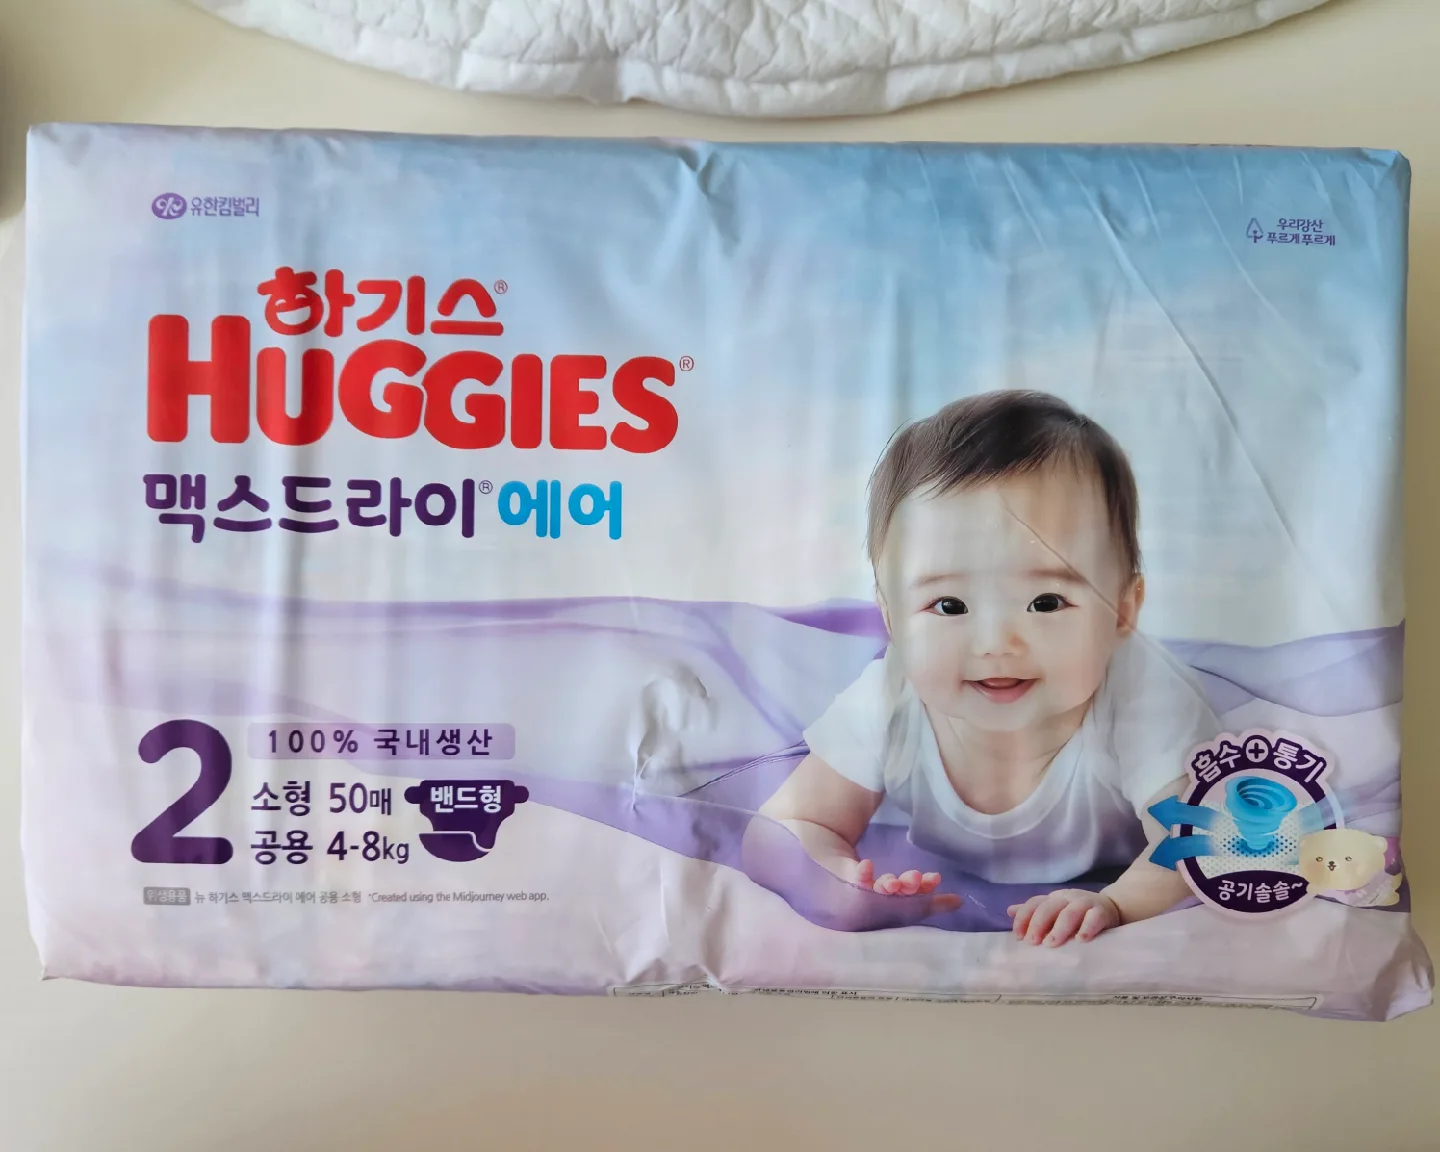 유한킴벌리
우리강산
푸르게 푸르게
하기스®
HUGGIES®
맥스드라이® 에어
2
100% 국내생산
소형 50매 밴드형
공용 4-8kg
위생용품 뉴 하기스 맥스드라이 에어 공용 소형 *Created using the Midjourney web app.
흡수+통기
공기솔솔~